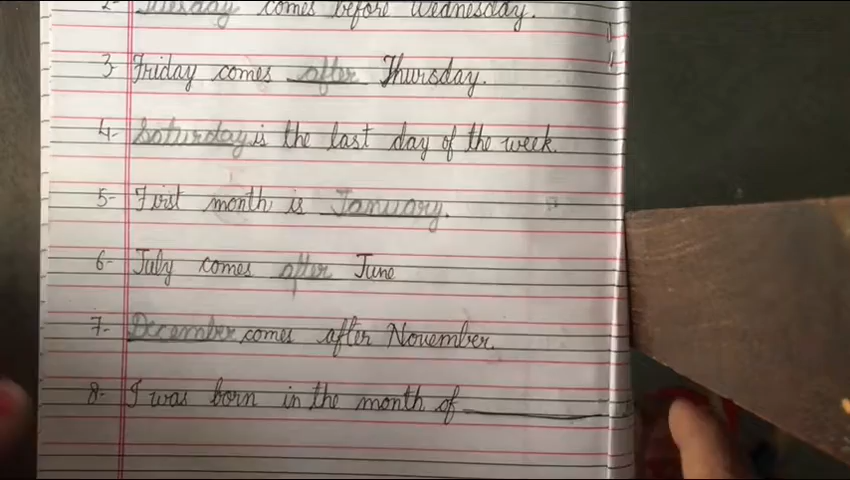 2- Tuesday comes before Wednesday.
3- Friday comes after Thursday.
4- Saturday is the last day of the week.
5- First month is January.
6- July comes after June
7- December comes after November.
8- I was born in the month of ________